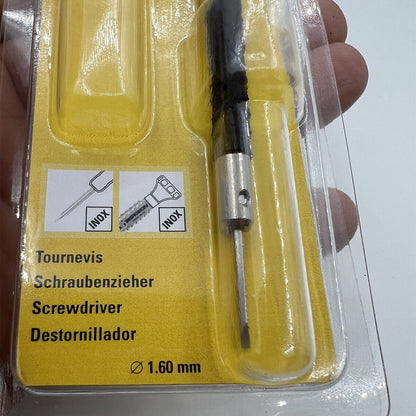 INOX
INOX
Tournevis
Schraubenzieher
Screwdriver
Destornillador
∅ 1.60 mm